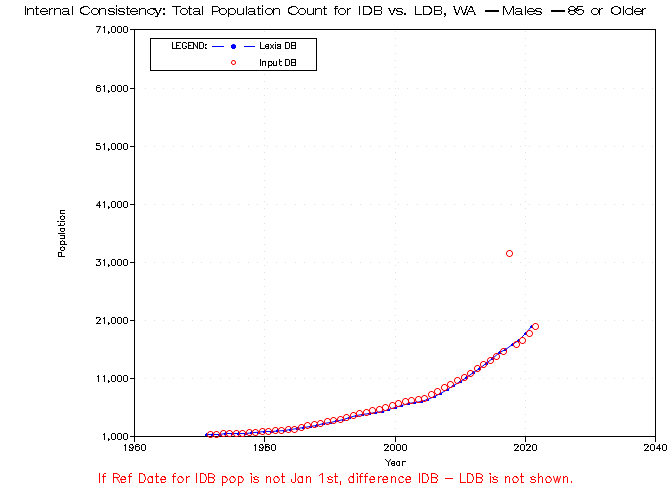 Internal Consistency: Total Population Count for IDB vs. LDB, WA — Males — 85 or Older
71,000
LEGEND: Lexis DB
Input DB
61,000
51,000
41,000
Population
31,000
21,000
11,000
1,000
1960 1980 2000 2020 2040
Year
If Ref Date for IDB pop is not Jan 1st, difference IDB – LDB is not shown.